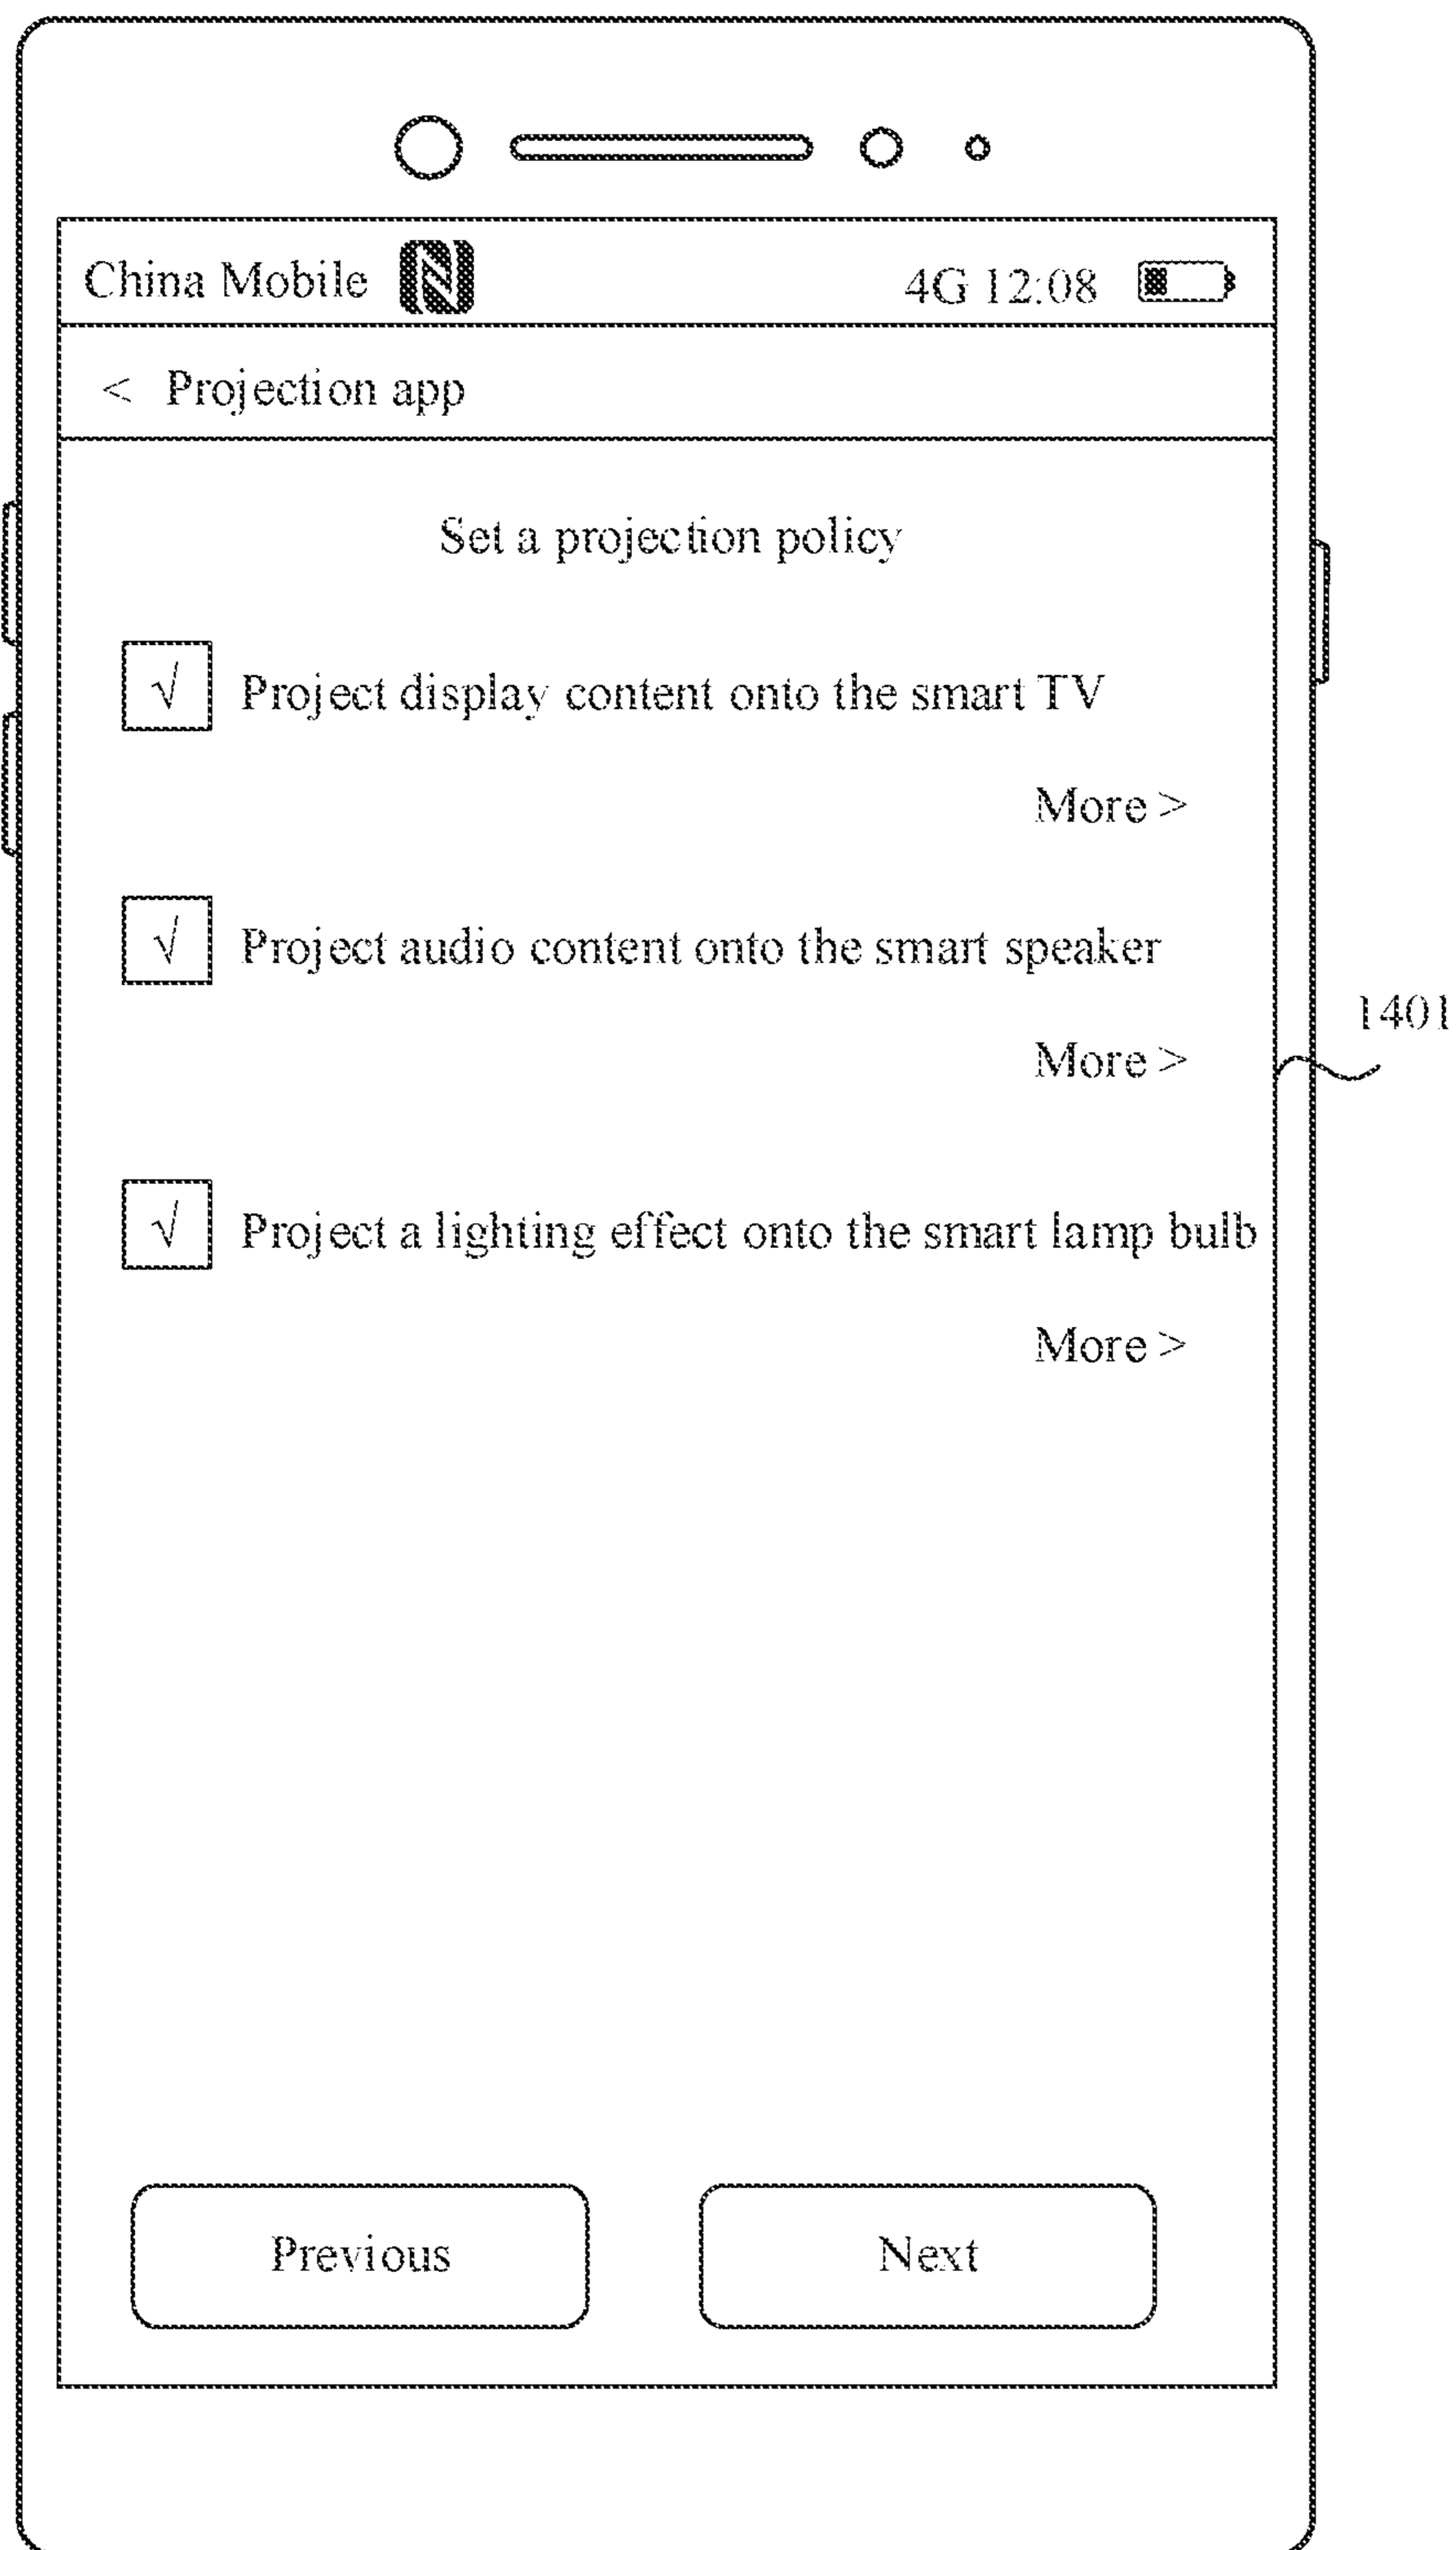 China Mobile N 4G 12:08
< Projection app
Set a projection policy
√ Project display content onto the smart TV
More >
√ Project audio content onto the smart speaker
1401
More >
√ Project a lighting effect onto the smart lamp bulb
More >
Previous Next